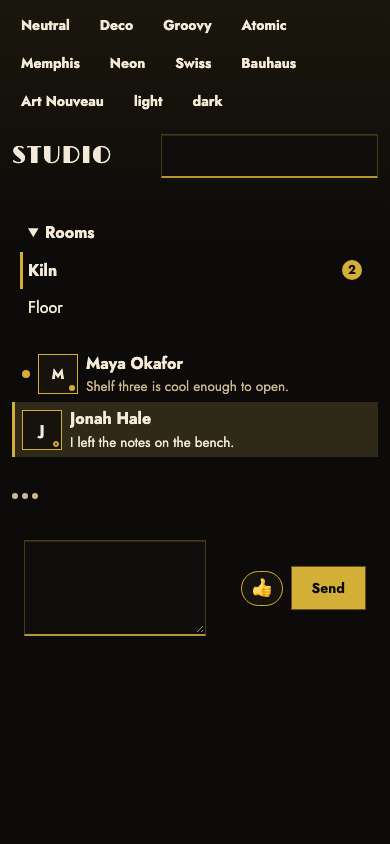 Neutral Deco Groovy Atomic
Memphis Neon Swiss Bauhaus
Art Nouveau light dark
STUDIO
▼ Rooms
Kiln 2
Floor
M Maya Okafor
Shelf three is cool enough to open.
J Jonah Hale
I left the notes on the bench.
👍 Send